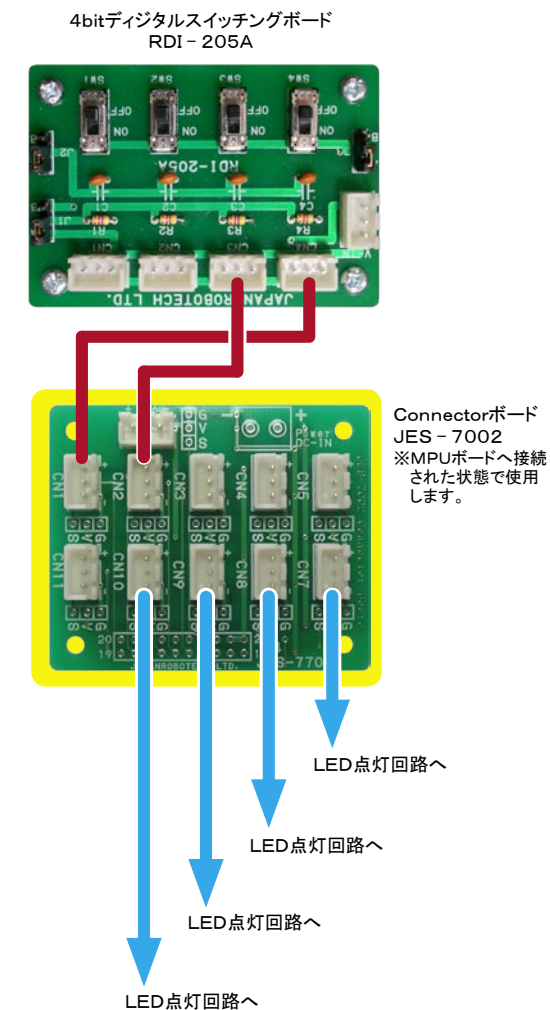 4bitディジタルスイッチングボード
RDI－205A
SW1 SW2 SW3 SW4
OFF OFF OFF OFF
ON ON ON ON
J2
RDI-205A
C1 C2 C3 C4
J1
R1 R2 R3 R4
CN1 CN2 CN3 CN4
JAPAN ROBOTECH LTD.
Connectorボード
JES－7002
※MPUボードへ接続
された状態で使用
します。
G
V
S
Power
DC-IN
CN1 CN2 CN3 CN4 CN5
S V G S V G S V G S V G S V G
CN11 CN10 CN9 CN8 CN7
S V G S G S G S G S G
20
19
LED点灯回路へ
LED点灯回路へ
LED点灯回路へ
LED点灯回路へ